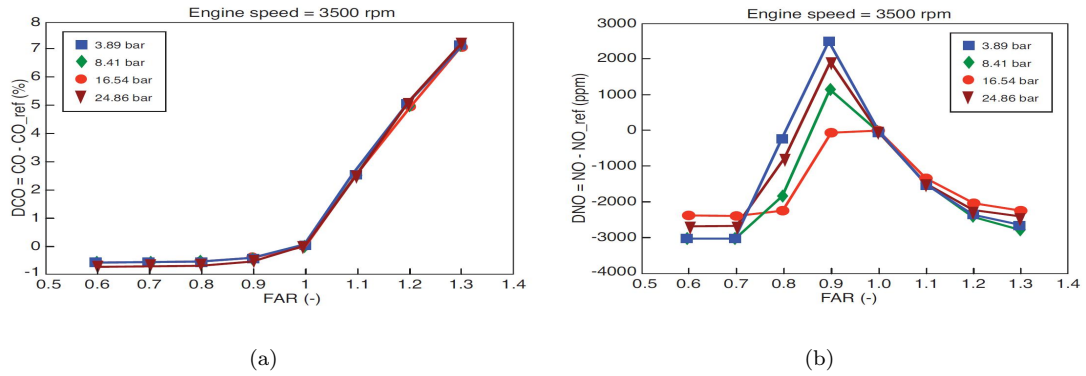 Engine speed = 3500 rpm
8
7
6
5
4
3
2
1
0
-1
DCO = CO - CO_ref (%)
3.89 bar
8.41 bar
16.54 bar
24.86 bar
0.5 0.6 0.7 0.8 0.9 1 1.1 1.2 1.3 1.4
FAR (-)
(a)
Engine speed = 3500 rpm
3000
2000
1000
0
-1000
-2000
-3000
-4000
DNO = NO - NO_ref (ppm)
3.89 bar
8.41 bar
16.54 bar
24.86 bar
0.5 0.6 0.7 0.8 0.9 1.0 1.1 1.2 1.3 1.4
FAR (-)
(b)